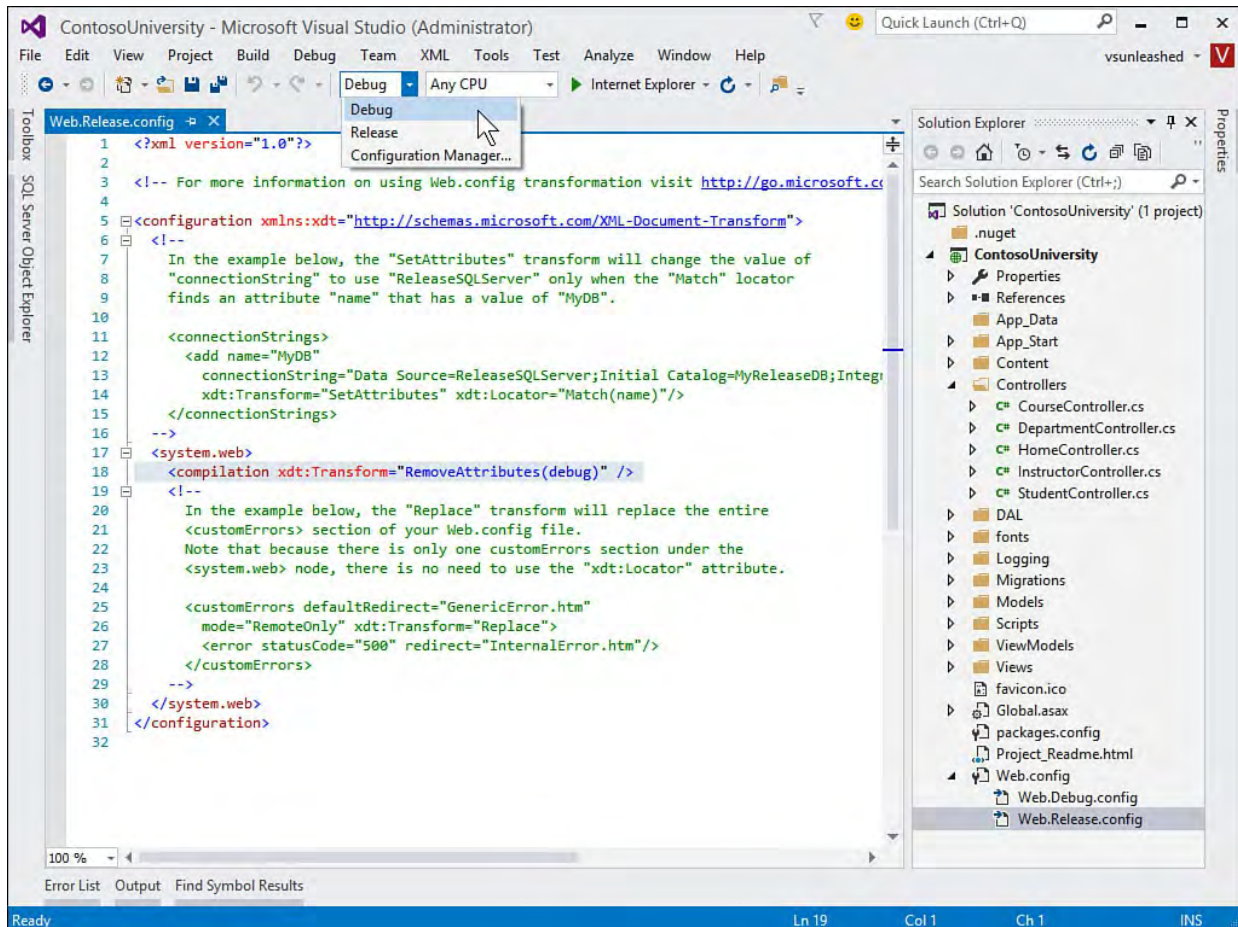 ContosoUniversity - Microsoft Visual Studio (Administrator)
Quick Launch (Ctrl+Q)
File Edit View Project Build Debug Team XML Tools Test Analyze Window Help
vsunleashed V
Debug Any CPU Internet Explorer
Debug
Release
Configuration Manager...
Toolbox
SQL Server Object Explorer
Web.Release.config
1 <?xml version="1.0"?>
2
3 <!-- For more information on using Web.config transformation visit http://go.microsoft.co
4
5 <configuration xmlns:xdt="http://schemas.microsoft.com/XML-Document-Transform">
6 <!--
7 In the example below, the "SetAttributes" transform will change the value of
8 "connectionString" to use "ReleaseSQLServer" only when the "Match" locator
9 finds an attribute "name" that has a value of "MyDB".
10
11 <connectionStrings>
12 <add name="MyDB"
13 connectionString="Data Source=ReleaseSQLServer;Initial Catalog=MyReleaseDB;Integr
14 xdt:Transform="SetAttributes" xdt:Locator="Match(name)"/>
15 </connectionStrings>
16 -->
17 <system.web>
18 <compilation xdt:Transform="RemoveAttributes(debug)" />
19 <!--
20 In the example below, the "Replace" transform will replace the entire
21 <customErrors> section of your Web.config file.
22 Note that because there is only one customErrors section under the
23 <system.web> node, there is no need to use the "xdt:Locator" attribute.
24
25 <customErrors defaultRedirect="GenericError.htm"
26 mode="RemoteOnly" xdt:Transform="Replace">
27 <error statusCode="500" redirect="InternalError.htm"/>
28 </customErrors>
29 -->
30 </system.web>
31 </configuration>
32
100 %
Solution Explorer
Search Solution Explorer (Ctrl+;)
Solution 'ContosoUniversity' (1 project)
.nuget
ContosoUniversity
Properties
References
App_Data
App_Start
Content
Controllers
C# CourseController.cs
C# DepartmentController.cs
C# HomeController.cs
C# InstructorController.cs
C# StudentController.cs
DAL
fonts
Logging
Migrations
Models
Scripts
ViewModels
Views
favicon.ico
Global.asax
packages.config
Project_Readme.html
Web.config
Web.Debug.config
Web.Release.config
Properties
Error List Output Find Symbol Results
Ready Ln 19 Col 1 Ch 1 INS